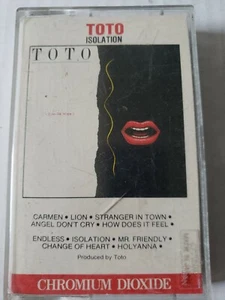 TOTO
ISOLATION
TOTO
CARMEN • LION • STRANGER IN TOWN •
ANGEL DON'T CRY • HOW DOES IT FEEL •
ENDLESS • ISOLATION • MR. FRIENDLY •
CHANGE OF HEART • HOLYANNA •
Produced by Toto
CHROMIUM DIOXIDE